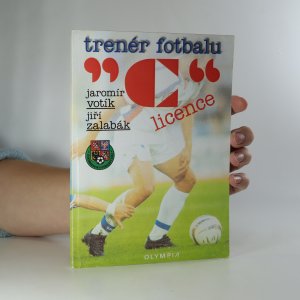 trenér fotbalu
"C"
licence
jaromír
votík
jiří
zalabák
OLYMPIA